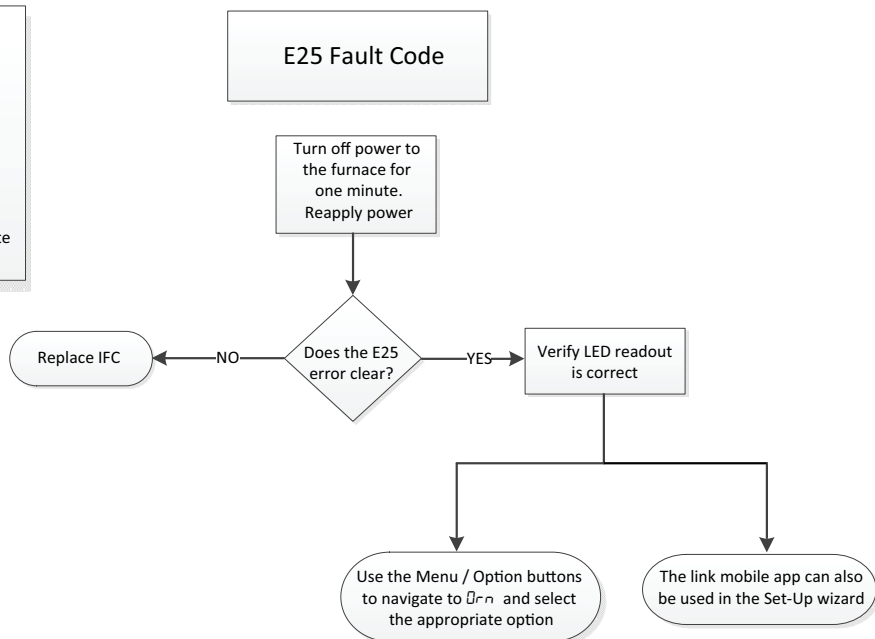 E25 Fault Code
Turn off power to
the furnace for
one minute.
Reapply power
Does the E25
error clear?
NO
Replace IFC
YES
Verify LED readout
is correct
Use the Menu / Option buttons
to navigate to Orn and select
the appropriate option
The link mobile app can also
be used in the Set-Up wizard